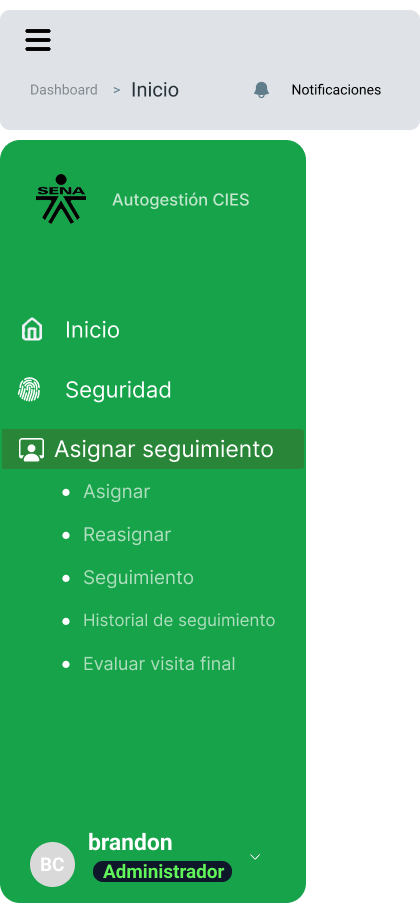 Dashboard > Inicio
Notificaciones
SENA
Autogestión CIES
Inicio
Seguridad
Asignar seguimiento
Asignar
Reasignar
Seguimiento
Historial de seguimiento
Evaluar visita final
brandon
BC
Administrador